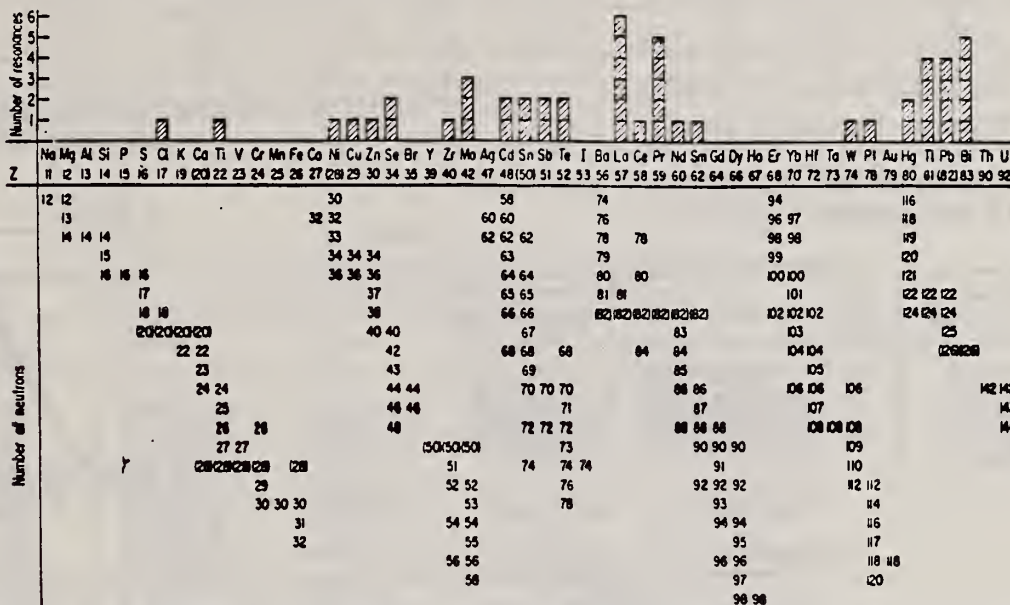 Number of resonances
6
5
4
3
2
1
Na Mg Al Si P S Cl K Ca Ti V Cr Mn Fe Co Ni Cu Zn Se Br Y Zr Mo Ag Cd Sn Sb Te I Ba La Ce Pr Nd Sm Gd Dy Ho Er Yb Hf Ta W Pt Au Hg Tl Pb Bi Th U
Z 11 12 13 14 15 16 17 19 (20) 22 23 24 25 26 27 (28) 29 30 34 35 39 40 42 47 48 (50) 51 52 53 56 57 58 59 60 62 64 66 67 68 70 72 73 74 78 79 80 81 (82) 83 90 92
Number of neutrons
12 12 30 58 74 94 116
13 32 32 60 60 76 96 97 118
14 14 14 33 62 62 62 78 78 98 98 119
15 34 34 34 63 79 99 120
16 16 16 36 36 36 64 64 80 80 100 100 121
17 37 65 65 81 81 101 122 122 122
18 18 38 66 66 (82) (82) (82) (82) (82) (82) 102 102 102 124 124 124
(20) (20) (20) (20) 40 40 67 83 103 125
22 22 42 68 68 68 84 84 104 104 (126) (126)
23 43 69 85 105
24 24 44 44 70 70 70 86 86 106 106 106 142
25 46 46 71 87 107
26 26 48 72 72 72 88 88 88 108 108 108
27 27 (50) (50) (50) 73 90 90 90 109
(28) (28) (28) (28) (28) 51 74 74 74 91 110
29 52 52 76 92 92 92 112 112
30 30 30 53 78 93 114
31 54 54 94 94 116
32 55 95 117
56 56 96 96 118 118
58 97 120
98 98